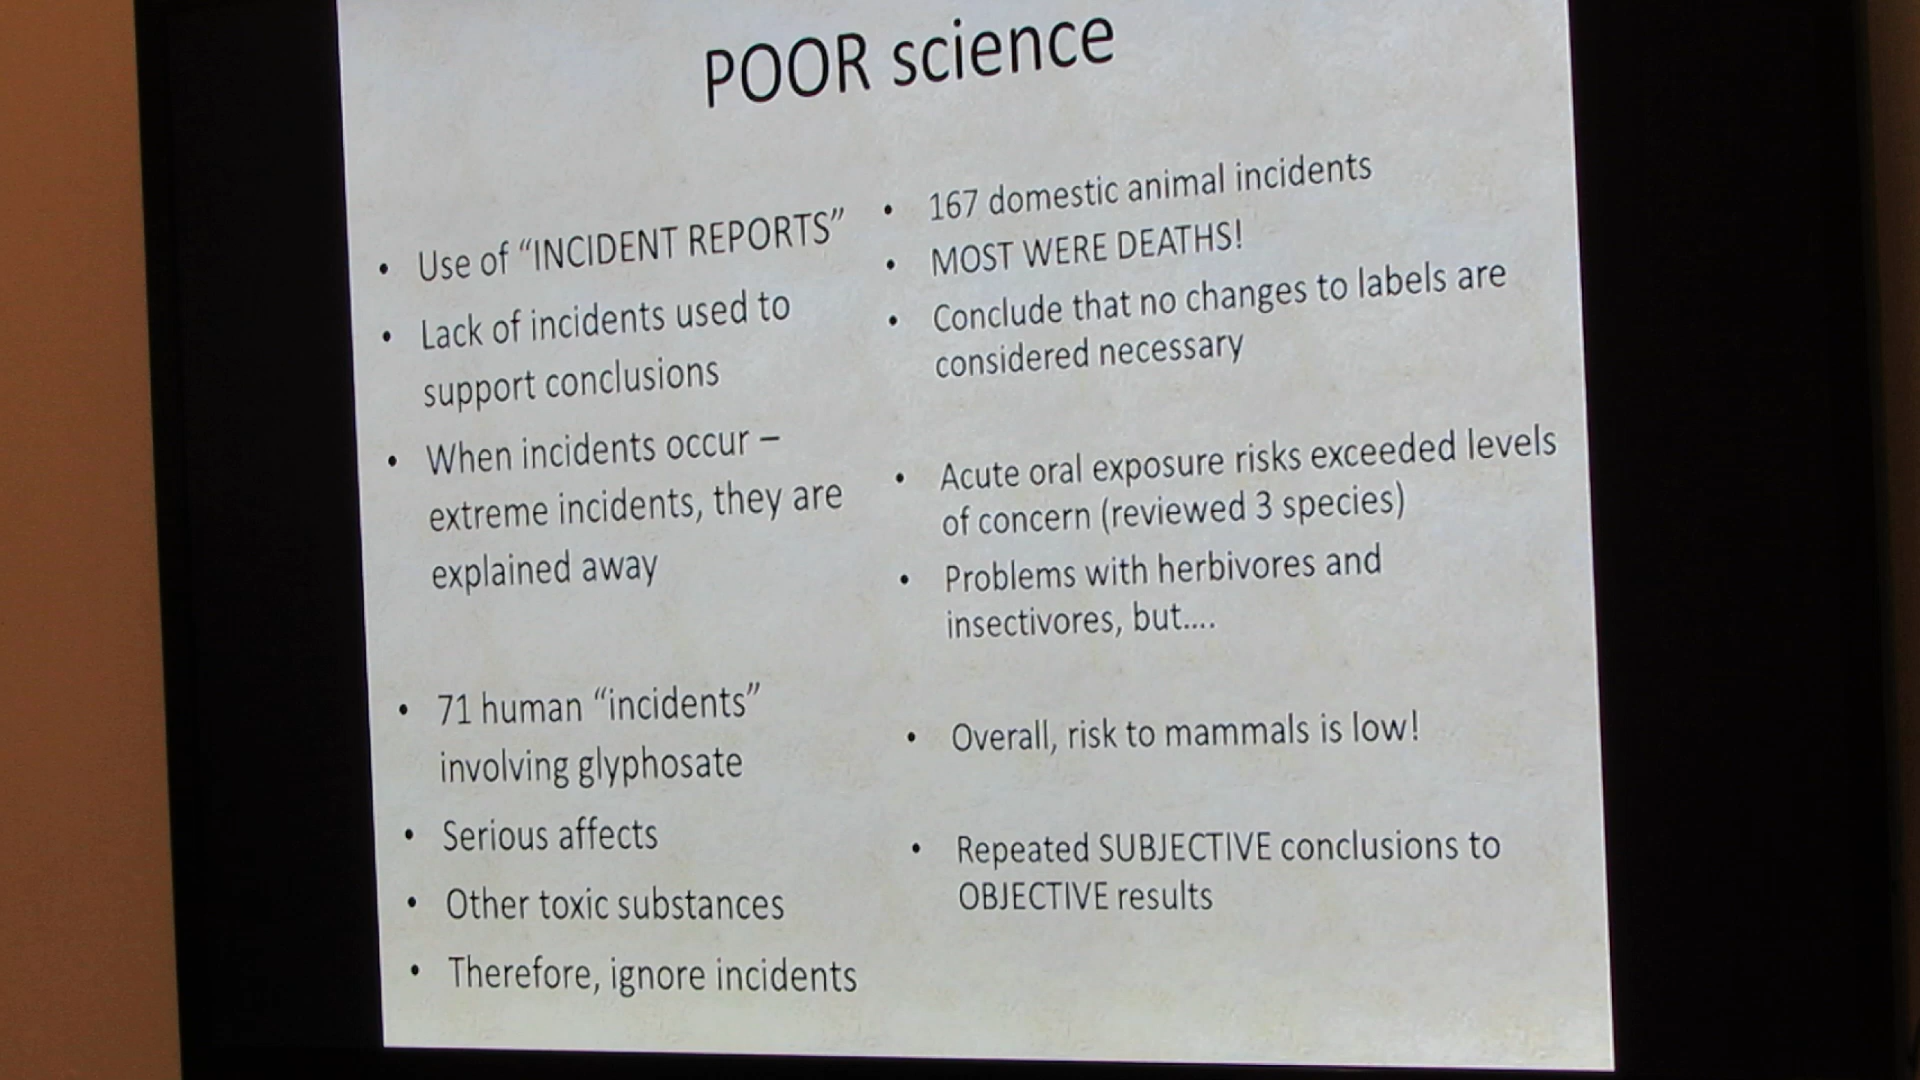 POOR science
• Use of “INCIDENT REPORTS”
• Lack of incidents used to
support conclusions
• When incidents occur –
extreme incidents, they are
explained away
• 71 human “incidents”
involving glyphosate
• Serious affects
• Other toxic substances
• Therefore, ignore incidents
• 167 domestic animal incidents
• MOST WERE DEATHS!
• Conclude that no changes to labels are
considered necessary
• Acute oral exposure risks exceeded levels
of concern (reviewed 3 species)
• Problems with herbivores and
insectivores, but....
• Overall, risk to mammals is low!
• Repeated SUBJECTIVE conclusions to
OBJECTIVE results